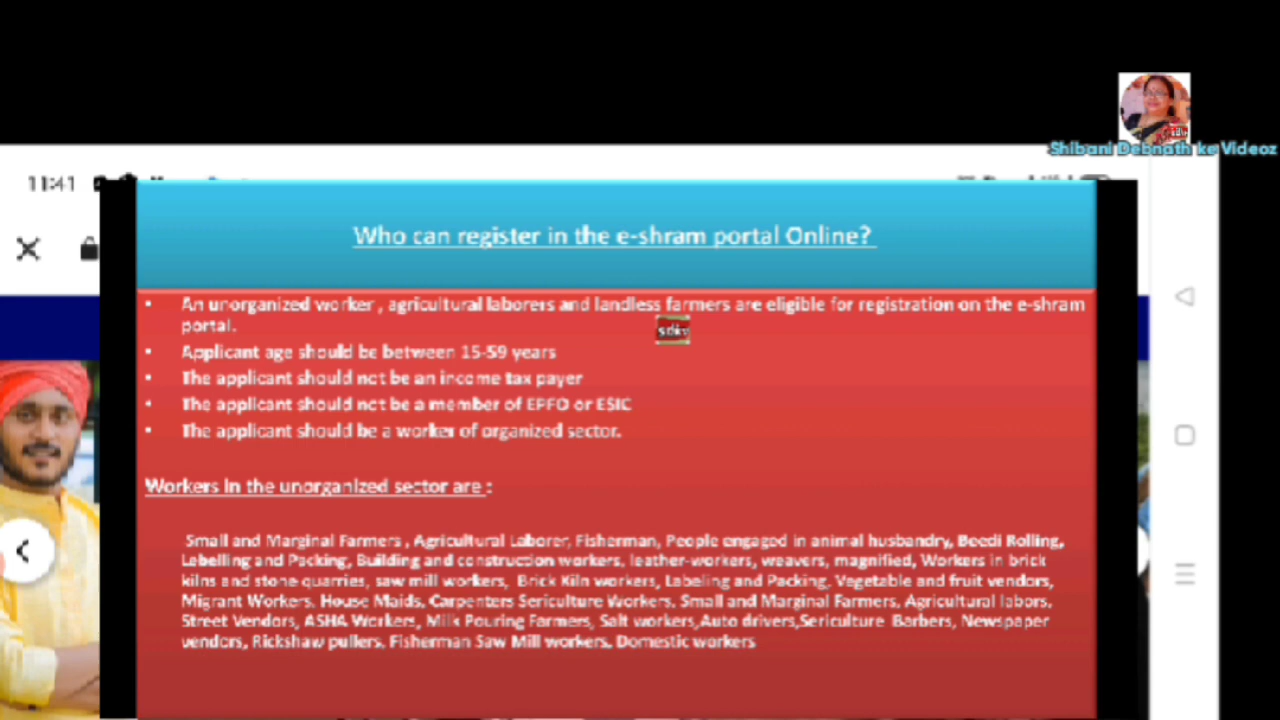 Shibani Debnath ke Videoz
11:41
Who can register in the e-shram portal Online?
• An unorganized worker , agricultural laborers and landless farmers are eligible for registration on the e-shram
portal.
sdkv
• Applicant age should be between 15-59 years
• The applicant should not be an income tax payer
• The applicant should not be a member of EPFO or ESIC
• The applicant should be a worker of organized sector.
Workers in the unorganized sector are :
Small and Marginal Farmers , Agricultural Laborer, Fisherman, People engaged in animal husbandry, Beedi Rolling,
Lebelling and Packing, Building and construction workers, leather-workers, weavers, magnified, Workers in brick
kilns and stone quarries, saw mill workers, Brick Kiln workers, Labeling and Packing. Vegetable and fruit vendors,
Migrant Workers. House Maids, Carpenters Sericulture Workers, Small and Marginal Farmers, Agricultural labors,
Street Vendors, ASHA Workers, Milk Pouring Farmers, Salt workers,Auto drivers,Sericulture Barbers, Newspaper
vendors, Rickshaw pullers, Fisherman Saw Mill workers, Domestic workers